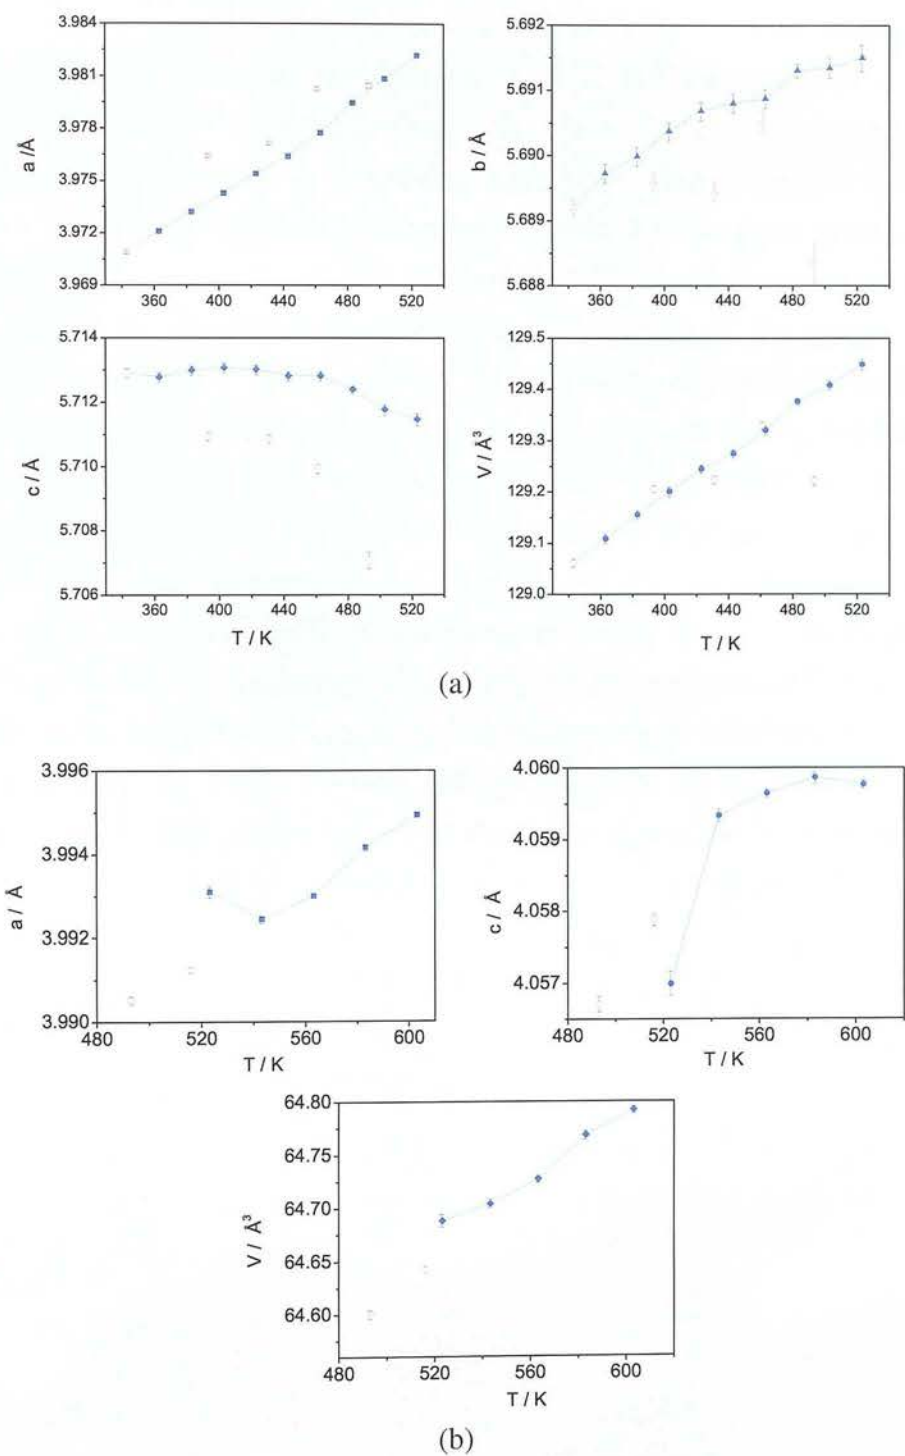 3.984
3.981
3.978
3.975
3.972
3.969
a /Å
360 400 440 480 520
5.692
5.691
5.690
5.689
5.688
b / Å
360 400 440 480 520
5.714
5.712
5.710
5.708
5.706
c / Å
360 400 440 480 520
T / K
129.5
129.4
129.3
129.2
129.1
129.0
V / Å³
360 400 440 480 520
T / K
(a)
3.996
3.994
3.992
3.990
a / Å
480 520 560 600
T / K
4.060
4.059
4.058
4.057
c / Å
480 520 560 600
T / K
64.80
64.75
64.70
64.65
64.60
V / Å³
480 520 560 600
T / K
(b)